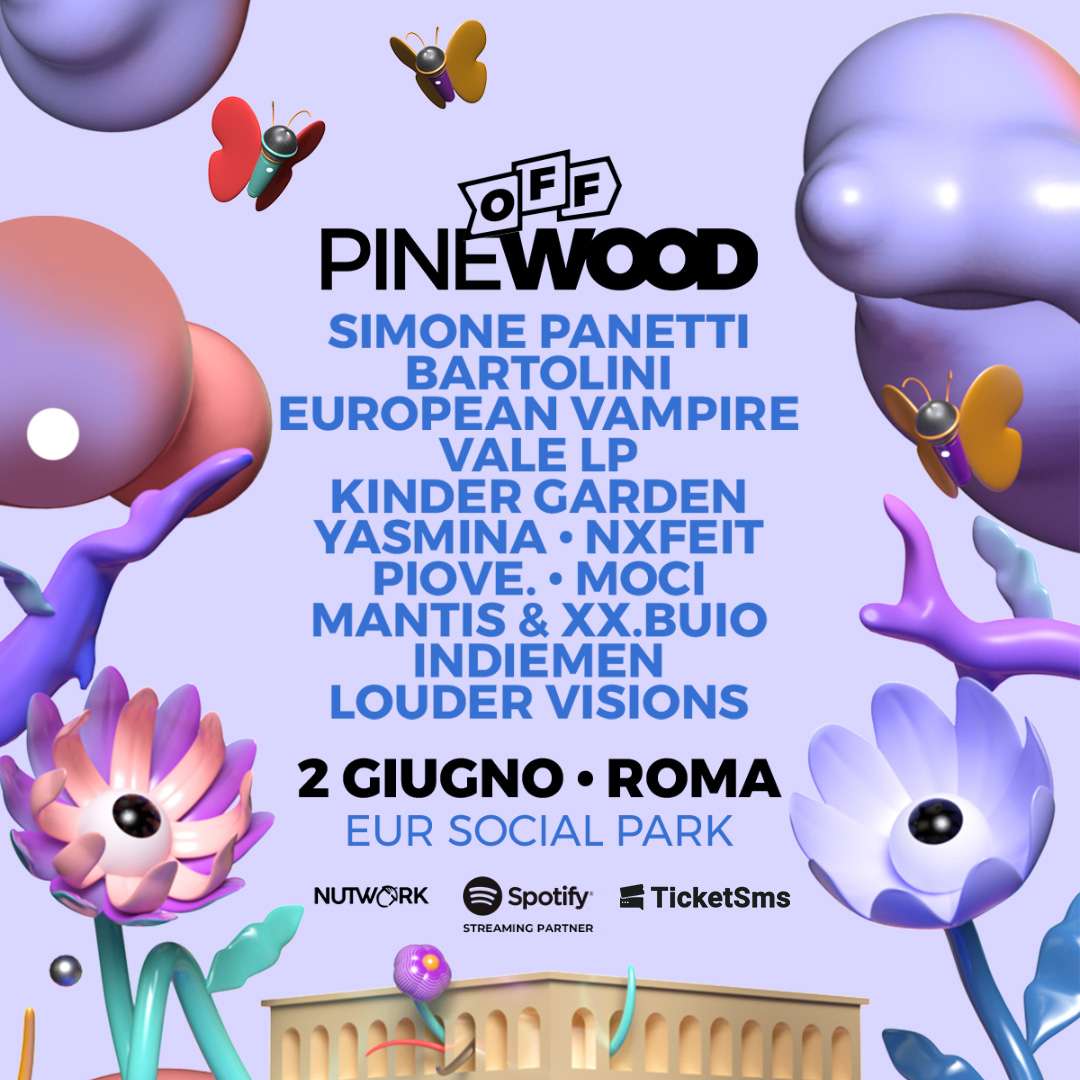 OFF
PINEWOOD
SIMONE PANETTI
BARTOLINI
EUROPEAN VAMPIRE
VALE LP
KINDER GARDEN
YASMINA • NXFEIT
PIOVE. • MOCI
MANTIS & XX.BUIO
INDIEMEN
LOUDER VISIONS
2 GIUGNO • ROMA
EUR SOCIAL PARK
NUTWORK Spotify® TicketSms
STREAMING PARTNER